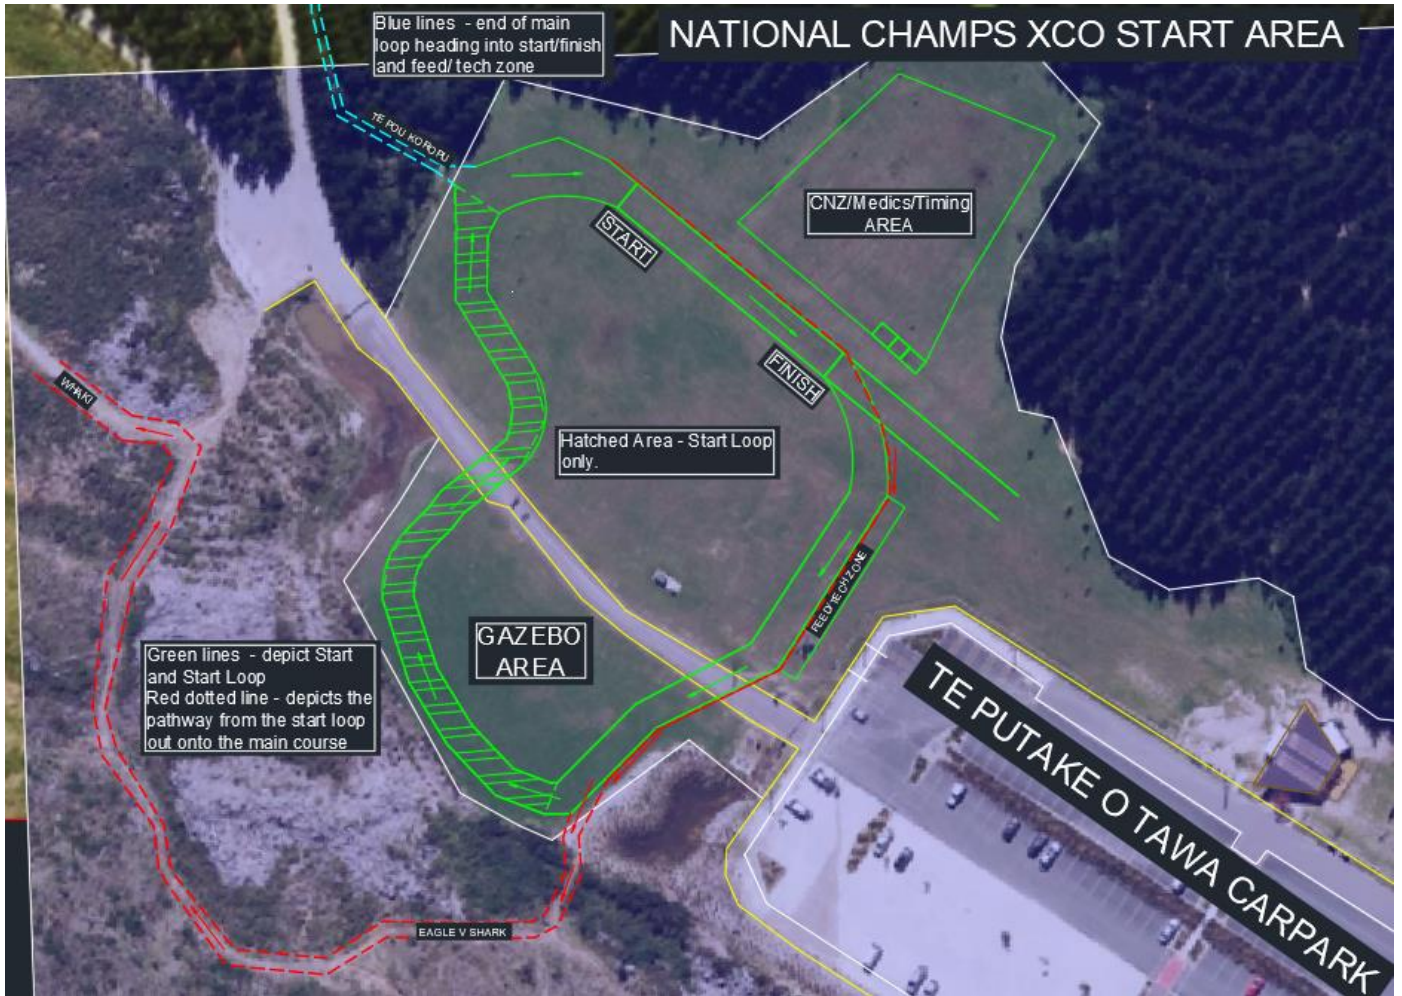 Blue lines - end of main
loop heading into start/finish
and feed/ tech zone
NATIONAL CHAMPS XCO START AREA
TE POU KOROPU
CNZ/Medics/Timing
AREA
START
FINISH
WHAKI
Hatched Area - Start Loop
only.
FEED/TECH ZONE
GAZEBO
AREA
Green lines - depict Start
and Start Loop
Red dotted line - depicts the
pathway from the start loop
out onto the main course
TE PUTAKE O TAWA CARPARK
EAGLE V SHARK